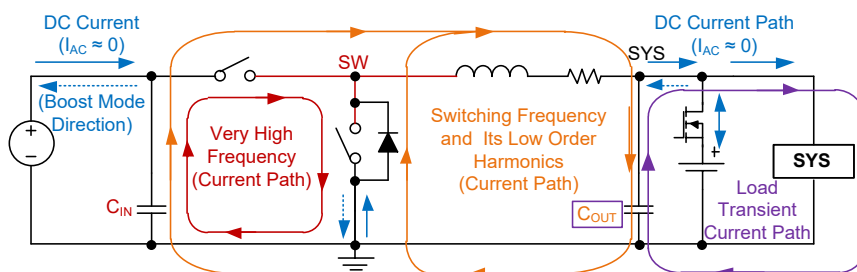 DC Current
(I_AC ≈ 0)
(Boost Mode
Direction)
SW
SYS
DC Current Path
(I_AC ≈ 0)
Very High
Frequency
(Current Path)
Switching Frequency
and Its Low Order
Harmonics
(Current Path)
+
−
+
SYS
C_IN
C_OUT
Load
Transient
Current Path